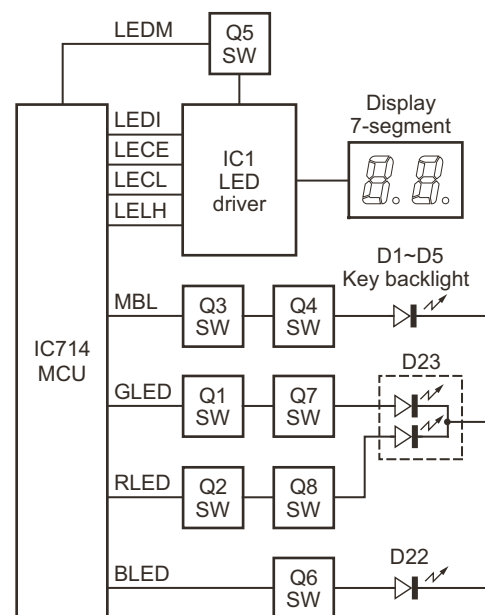 LEDM
Q5
SW
LEDI
LECE
LECL
LELH
IC1
LED
driver
Display
7-segment
8.8.
D1~D5
Key backlight
MBL
Q3
SW
Q4
SW
IC714
MCU
GLED
Q1
SW
Q7
SW
D23
RLED
Q2
SW
Q8
SW
BLED
Q6
SW
D22